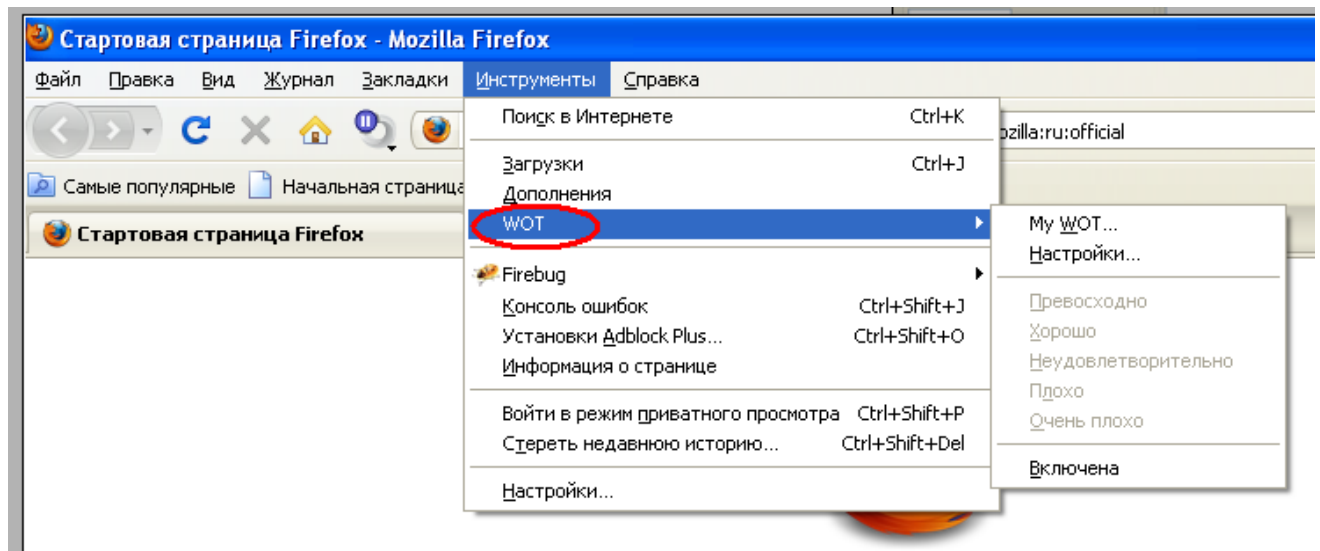 Стартовая страница Firefox - Mozilla Firefox
Файл Правка Вид Журнал Закладки Инструменты Справка
Поиск в Интернете Ctrl+K
ozilla:ru:official
Загрузки Ctrl+J
Самые популярные Начальная страница
Дополнения
WOT
My WOT...
Стартовая страница Firefox
Настройки...
Firebug
Превосходно
Консоль ошибок Ctrl+Shift+J
Хорошо
Установки Adblock Plus... Ctrl+Shift+O
Неудовлетворительно
Информация о странице
Плохо
Войти в режим приватного просмотра Ctrl+Shift+P
Очень плохо
Стереть недавнюю историю... Ctrl+Shift+Del
Включена
Настройки...